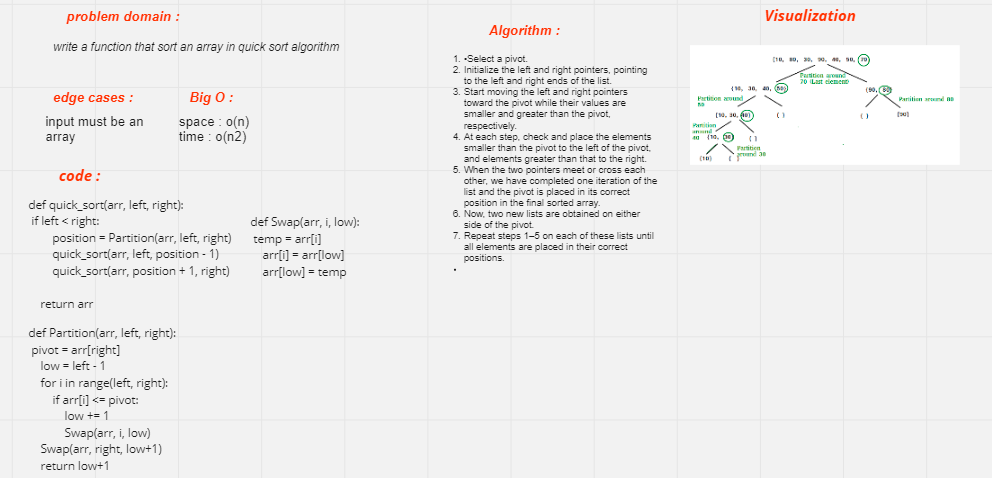 problem domain :
write a function that sort an array in quick sort algorithm
edge cases :
input must be an
array
Big O :
space : o(n)
time : o(n2)
code :
def quick_sort(arr, left, right):
if left < right:
position = Partition(arr, left, right)
quick_sort(arr, left, position - 1)
quick_sort(arr, position + 1, right)
return arr
def Partition(arr, left, right):
pivot = arr[right]
low = left - 1
for i in range(left, right):
if arr[i] <= pivot:
low += 1
Swap(arr, i, low)
Swap(arr, right, low+1)
return low+1
def Swap(arr, i, low):
temp = arr[i]
arr[i] = arr[low]
arr[low] = temp
Algorithm :
1. •Select a pivot.
2. Initialize the left and right pointers, pointing
to the left and right ends of the list.
3. Start moving the left and right pointers
toward the pivot while their values are
smaller and greater than the pivot,
respectively.
4. At each step, check and place the elements
smaller than the pivot to the left of the pivot,
and elements greater than that to the right.
5. When the two pointers meet or cross each
other, we have completed one iteration of the
list and the pivot is placed in its correct
position in the final sorted array.
6. Now, two new lists are obtained on either
side of the pivot.
7. Repeat steps 1–5 on each of these lists until
all elements are placed in their correct
positions.
•
Visualization
{10, 80, 30, 90, 40, 50, 70}
Partition around
70 (Last element)
{10, 30, 40, 50}
Partition around
50
{90, 80}
Partition around 80
{10, 30, 40}
{ }
{ }
{90}
Partition
around
40
{10, 30}
{ }
Partition
around 30
{10}
{ }